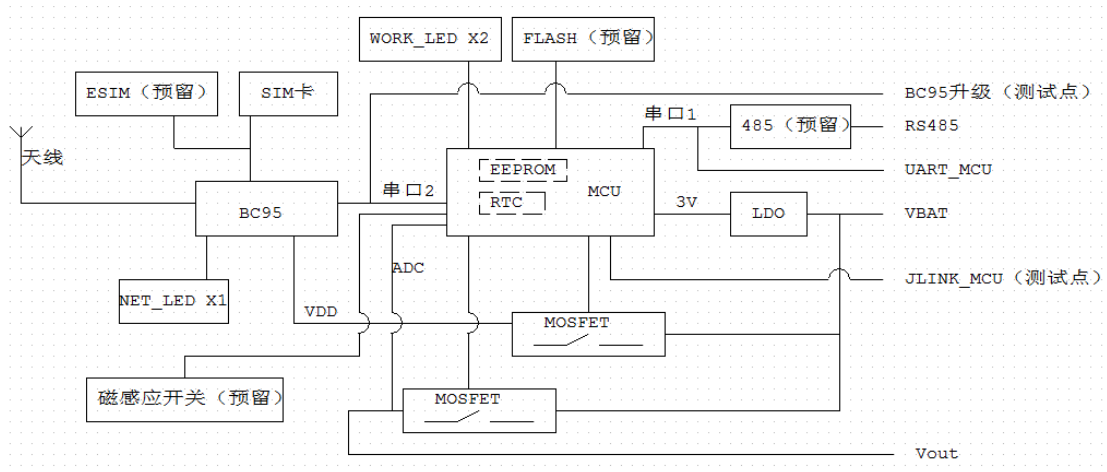 WORK_LED X2
FLASH（预留）
ESIM（预留）
SIM卡
BC95升级（测试点）
串口1
485（预留）
RS485
天线
EEPROM
MCU
UART_MCU
串口2
RTC
3V
LDO
VBAT
BC95
ADC
JLINK_MCU（测试点）
NET_LED X1
VDD
MOSFET
磁感应开关（预留）
MOSFET
Vout